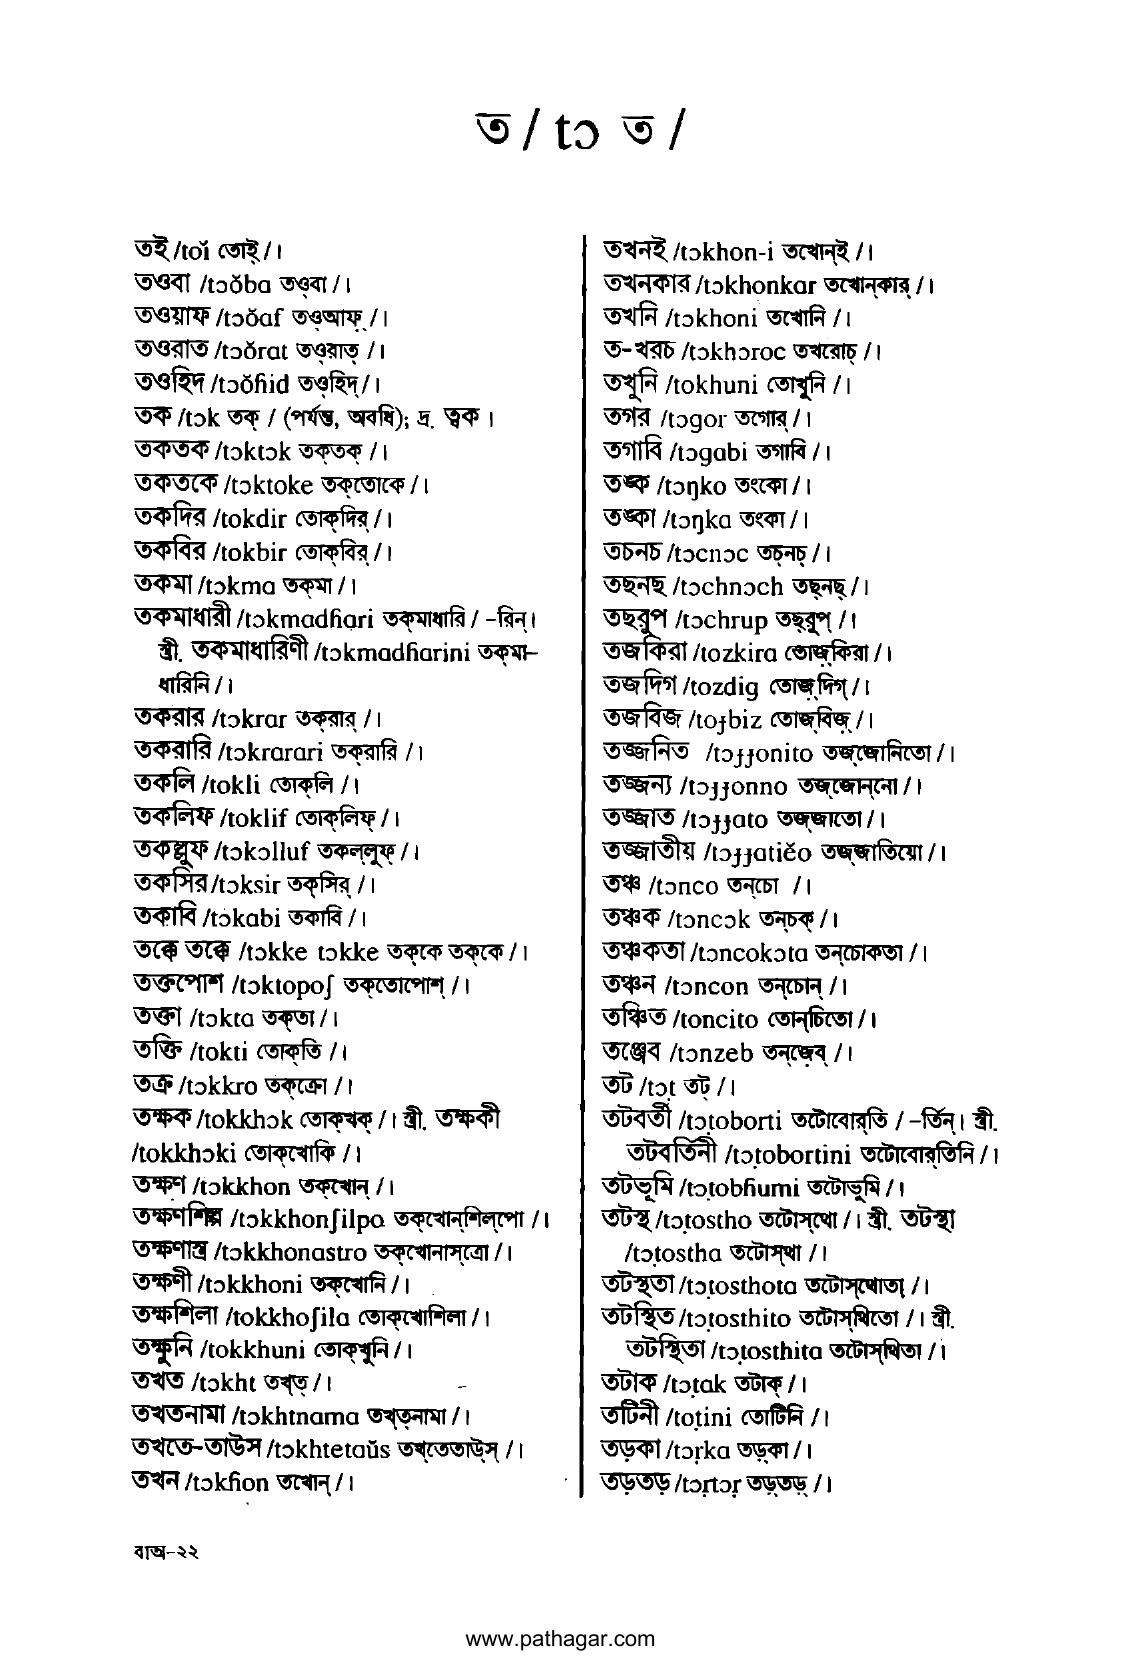 ত / tɔ ত /
তই /toĭ তোই্ / ।
তওবা /tɔŏba তও্বা / ।
তওয়াফ /tɔŏaf তও্আফ্ / ।
তওরাত /tɔŏrat তও্রাত্ / ।
তওহিদ /tɔŏɦid তও্হিদ্ / ।
তক /tɔk তক্ / (পর্যন্ত, অবধি); দ্র. ত্বক ।
তকতক /tɔktɔk তক্তক্ / ।
তকতকে /tɔktoke তক্তোকে / ।
তকদির /tokdir তোক্দির্ / ।
তকবির /tokbir তোক্বির্ / ।
তকমা /tɔkma তক্মা / ।
তকমাধারী /tɔkmadɦari তক্মাধারি / –রিন্ ।
স্ত্রী. তকমাধারিণী /tɔkmadɦarini তক্মা–
ধারিনি / ।
তকরার /tɔkrar তক্রার্ / ।
তকরারি /tɔkrarari তক্রারি / ।
তকলি /tokli তোক্লি / ।
তকলিফ /toklif তোক্লিফ্ / ।
তকল্লুফ /tɔkɔlluf তকল্লুফ্ / ।
তকসির /tɔksir তক্সির্ / ।
তকাবি /tɔkabi তকাবি / ।
তক্কে তক্কে /tɔkke tɔkke তক্কে তক্কে / ।
তক্তপোশ /tɔktopoʃ তক্তোপোশ্ / ।
তক্তা /tɔkta তক্তা / ।
তক্তি /tokti তোক্তি / ।
তক্র /tɔkkro তক্ক্রো / ।
তক্ষক /tokkhɔk তোক্খক্ / । স্ত্রী. তক্ষকী
/tokkhɔki তোক্খোকি / ।
তক্ষণ /tɔkkhon তক্খোন্ / ।
তক্ষণশিল্প /tɔkkhonʃilpo তক্খোন্শিল্পো / ।
তক্ষণাস্ত্র /tɔkkhonastro তক্খোনাস্ত্রো / ।
তক্ষণী /tɔkkhoni তক্খোনি / ।
তক্ষশিলা /tokkhoʃila তোক্খোশিলা / ।
তক্ষুনি /tokkhuni তোক্খুনি / ।
তখত /tɔkht তখ্ত্ / ।
তখতনামা /tɔkhtnama তখ্ত্নামা / ।
তখতে-তাউস /tɔkhtetaŭs তখ্তেতাউ্স্ / ।
তখন /tɔkɦon তখোন্ / ।
তখনই /tɔkhon-i তখোন্ই / ।
তখনকার /tɔkhonkar তখোন্কার্ / ।
তখনি /tɔkhoni তখোনি / ।
ত-খরচ /tɔkhɔroc তখরোচ্ / ।
তখুনি /tokhuni তোখুনি / ।
তগর /tɔgor তগোর্ / ।
তগাবি /tɔgabi তগাবি / ।
তঙ্ক /tɔŋko তংকো / ।
তঙ্কা /tɔŋka তংকা / ।
তচনচ /tɔcnɔc তচ্নচ্ / ।
তছনছ /tɔchnɔch তছ্নছ্ / ।
তছরুপ /tɔchrup তছ্রুপ্ / ।
তজকিরা /tozkira তোজ়্কিরা / ।
তজদিগ /tozdig তোজ়্দিগ্ / ।
তজবিজ /toɟbiz তোজ্বিজ়্ / ।
তজ্জনিত /tɔɟɟonito তজ্জোনিতো / ।
তজ্জন্য /tɔɟɟonno তজ্জোন্নো / ।
তজ্জাত /tɔɟɟato তজ্জাতো / ।
তজ্জাতীয় /tɔɟɟatiĕo তজ্জাতিয়ো / ।
তঞ্চ /tɔnco তন্চো / ।
তঞ্চক /tɔncɔk তন্চক্ / ।
তঞ্চকতা /tɔncokɔta তন্চোকতা / ।
তঞ্চন /tɔncon তন্চোন্ / ।
তঞ্চিত /toncito তোন্চিতো / ।
তঞ্জেব /tɔnzeb তন্জ়েব্ / ।
তট /tɔṭ তট্ / ।
তটবর্তী /tɔṭoborti তটোবোর্তি / –র্তিন্ । স্ত্রী.
তটবর্তিনী /tɔṭobortini তটোবোর্তিনি / ।
তটভূমি /tɔṭobɦumi তটোভুমি / ।
তটস্থ /tɔṭostho তটোস্থো / । স্ত্রী. তটস্থা
/tɔṭostha তটোস্থা / ।
তটস্থতা /tɔṭosthota তটোস্থোতা / ।
তটস্থিত /tɔṭosthito তটোস্থিতো / । স্ত্রী.
তটস্থিতা /tɔṭosthita তটোস্থিতা / ।
তটাক /tɔṭak তটাক্ / ।
তটিনী /toṭini তোটিনি / ।
তড়কা /tɔṛka তড়্কা / ।
তড়তড় /tɔṛtɔṛ তড়্তড়্ / ।
বাঅ–২২
www.pathagar.com